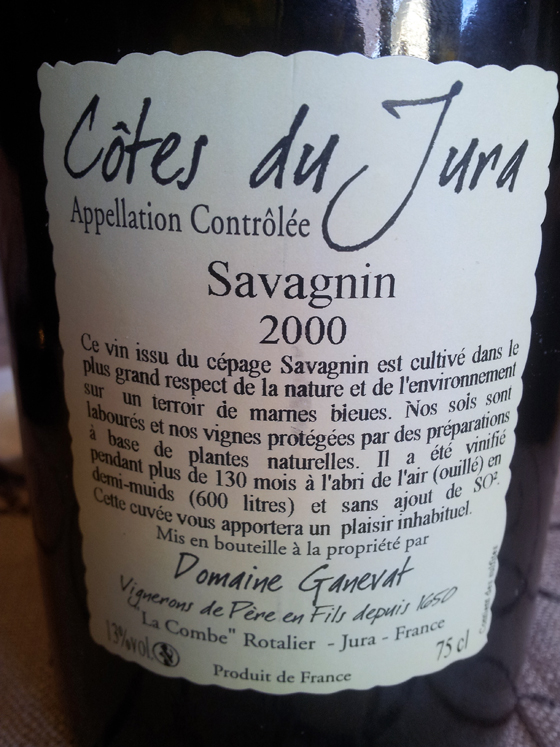 Côtes du Jura
Appellation Contrôlée
Savagnin
2000
Ce vin issu du cépage Savagnin est cultivé dans le
plus grand respect de la nature et de l'environnement
sur un terroir de marnes bieues. Nos sols sont
labourés et nos vignes protégées par des préparations
à base de plantes naturelles. Il a été vinifié
pendant plus de 130 mois à l'abri de l'air (ouillé) en
demi-muids (600 litres) et sans ajout de SO².
Cette cuvée vous apportera un plaisir inhabituel.
Mis en bouteille à la propriété par
Domaine Ganevat
Vignerons de Père en Fils depuis 1650
"La Combe" Rotalier - Jura - France
13%vol.
75 cl
Produit de France